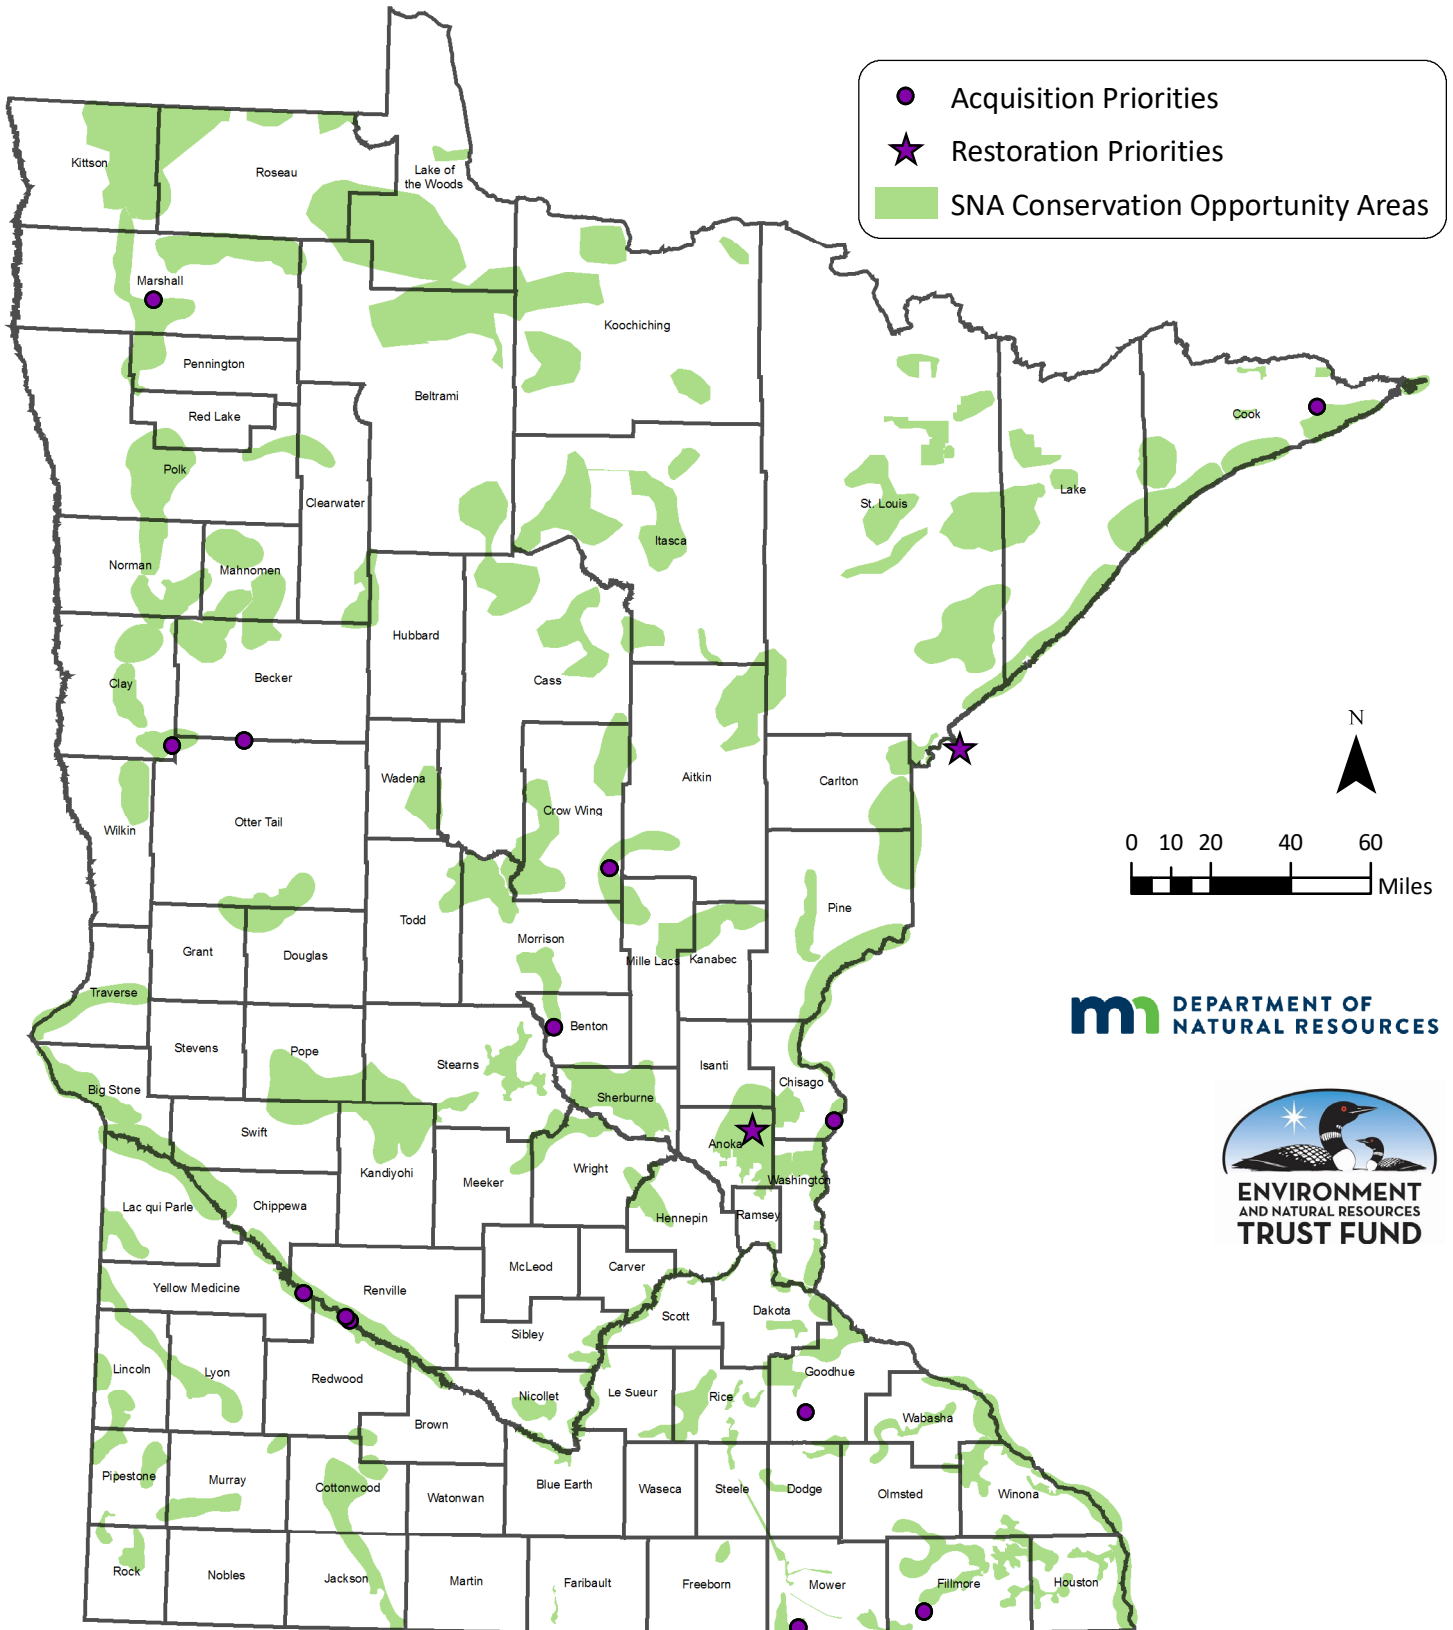 Acquisition Priorities
Restoration Priorities
SNA Conservation Opportunity Areas
Kittson
Roseau
Lake of
the Woods
Marshall
Koochiching
Pennington
Beltrami
Red Lake
Cook
Polk
Clearwater
St. Louis
Lake
Itasca
Norman
Mahnomen
Hubbard
Becker
Cass
Clay
N
Wadena
Aitkin
Carlton
Crow Wing
Otter Tail
Wilkin
0 10 20 40 60
Miles
Todd
Pine
Morrison
Grant
Douglas
Mille Lacs
Kanabec
Traverse
DEPARTMENT OF
NATURAL RESOURCES
Benton
Stevens
Pope
Stearns
Isanti
Chisago
Big Stone
Sherburne
Swift
Anoka
Kandiyohi
Wright
Meeker
Washington
Lac qui Parle
Chippewa
Hennepin
Ramsey
ENVIRONMENT
AND NATURAL RESOURCES
TRUST FUND
McLeod
Carver
Yellow Medicine
Renville
Scott
Dakota
Sibley
Lincoln
Lyon
Redwood
Goodhue
Nicollet
Le Sueur
Rice
Brown
Wabasha
Pipestone
Murray
Cottonwood
Watonwan
Blue Earth
Waseca
Steele
Dodge
Olmsted
Winona
Rock
Nobles
Jackson
Martin
Faribault
Freeborn
Mower
Fillmore
Houston